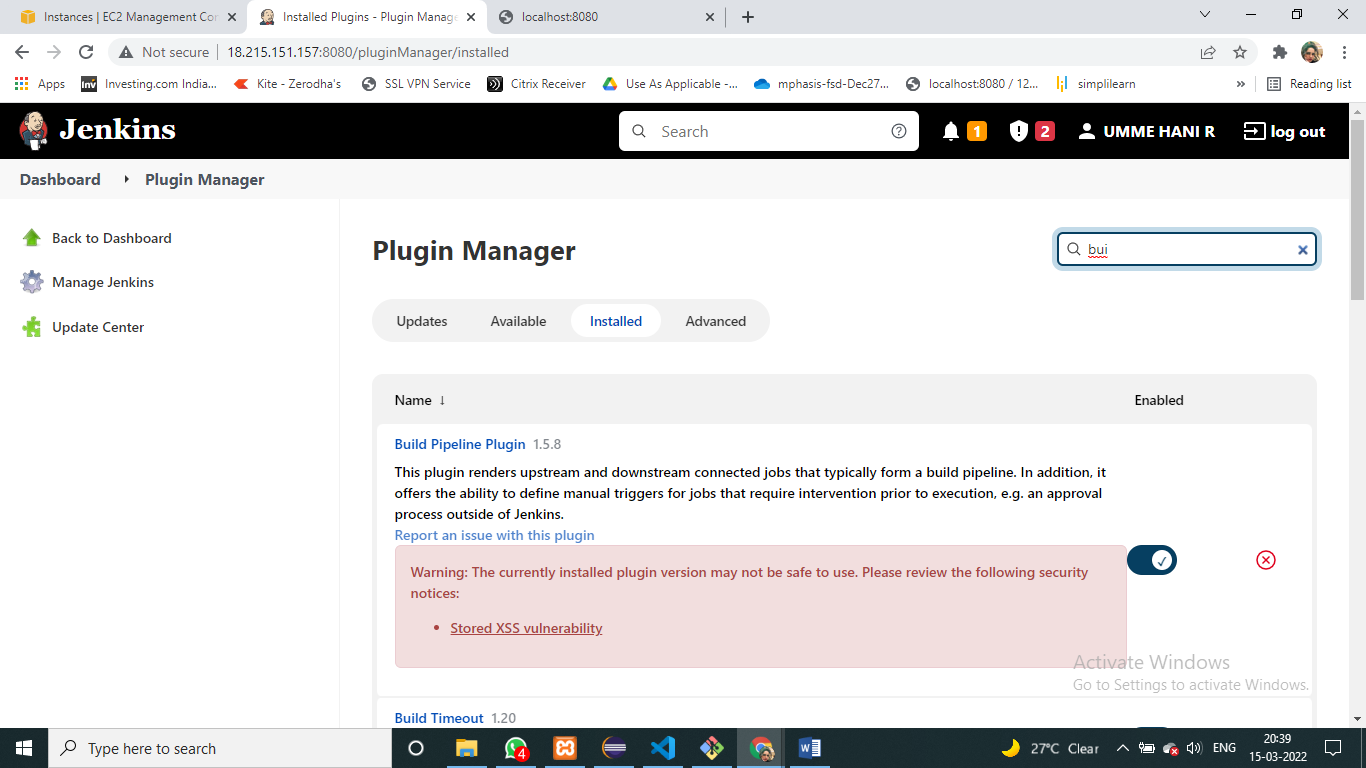 Instances | EC2 Management Con
Installed Plugins - Plugin Manage
localhost:8080
Not secure
18.215.151.157:8080/pluginManager/installed
Apps
inv
Investing.com India...
Kite - Zerodha's
SSL VPN Service
Citrix Receiver
Use As Applicable -...
mphasis-fsd-Dec27...
localhost:8080 / 12...
simplilearn
»
Reading list
Jenkins
Search
1
2
UMME HANI R
log out
Dashboard
Plugin Manager
Back to Dashboard
Manage Jenkins
Update Center
Plugin Manager
bui
Updates
Available
Installed
Advanced
Name ↓
Enabled
Build Pipeline Plugin 1.5.8
This plugin renders upstream and downstream connected jobs that typically form a build pipeline. In addition, it
offers the ability to define manual triggers for jobs that require intervention prior to execution, e.g. an approval
process outside of Jenkins.
Report an issue with this plugin
Warning: The currently installed plugin version may not be safe to use. Please review the following security
notices:
• Stored XSS vulnerability
Activate Windows
Go to Settings to activate Windows.
Build Timeout 1.20
Type here to search
4
27°C Clear
ENG
20:39
15-03-2022